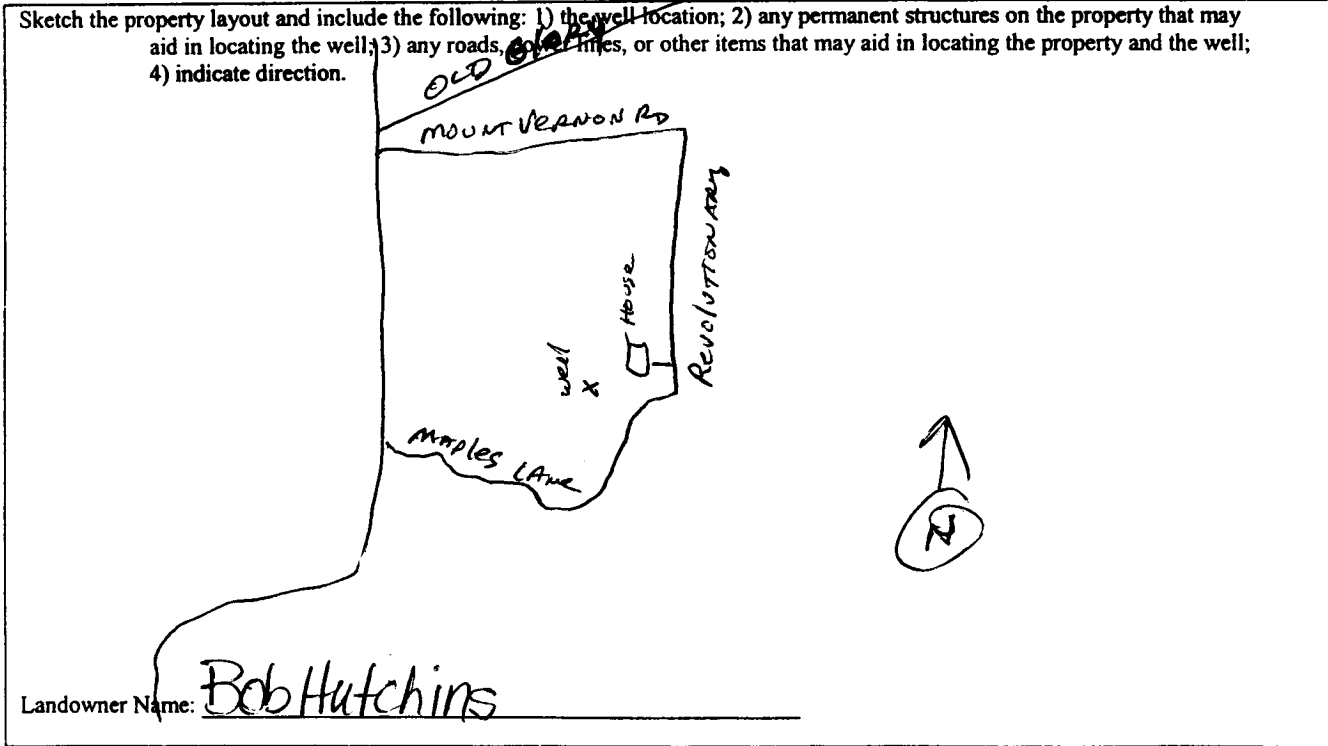 Sketch the property layout and include the following: 1) the well location; 2) any permanent structures on the property that may
aid in locating the well; 3) any roads, power lines, or other items that may aid in locating the property and the well;
4) indicate direction.
OLD GLORY
MOUNT VERNON RD
REVOLUTIONARY
HOUSE
well
x
MAPles LANE
N
Landowner Name: Bob Hutchins